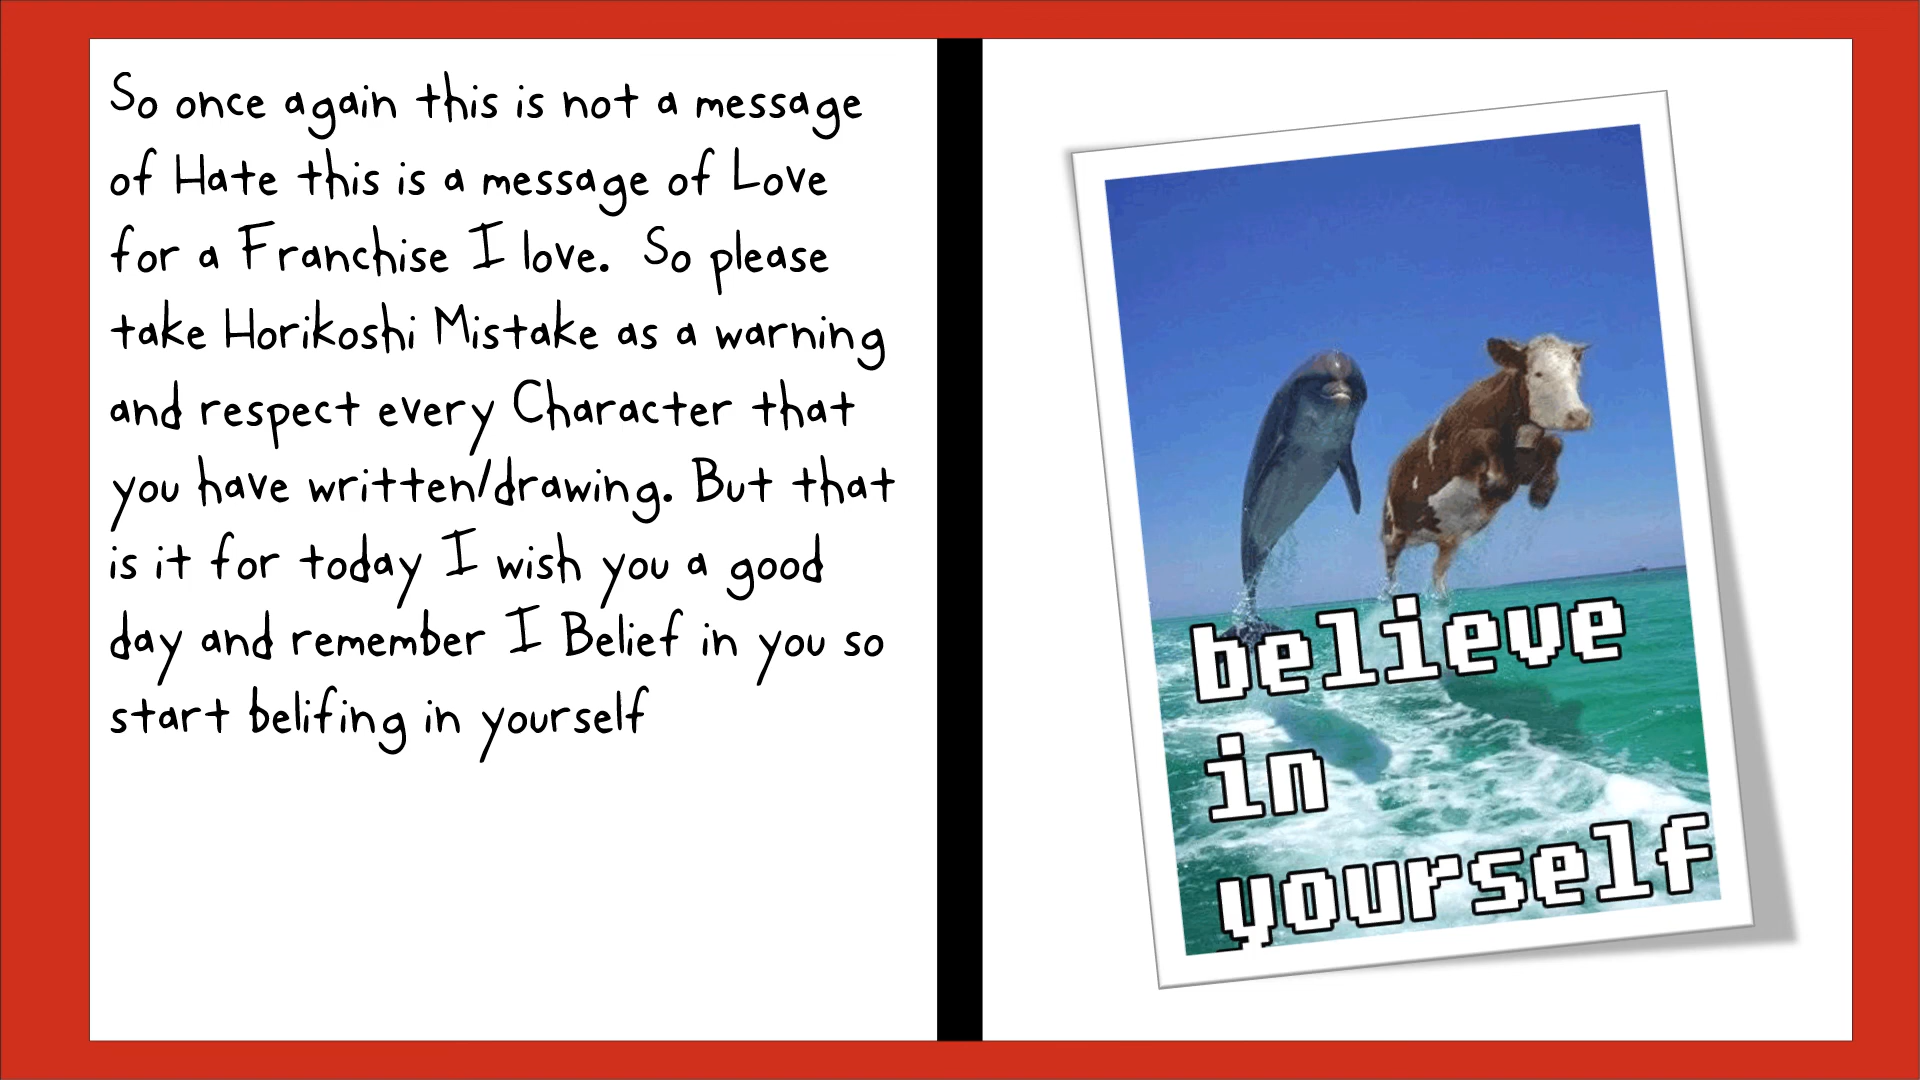 So once again this is not a message
of Hate this is a message of Love
for a Franchise I love.  So please
take Horikoshi Mistake as a warning
and respect every Character that
you have written/drawing. But that
is it for today I wish you a good
day and remember I Belief in you so
start belifing in yourself
believe
in
yourself